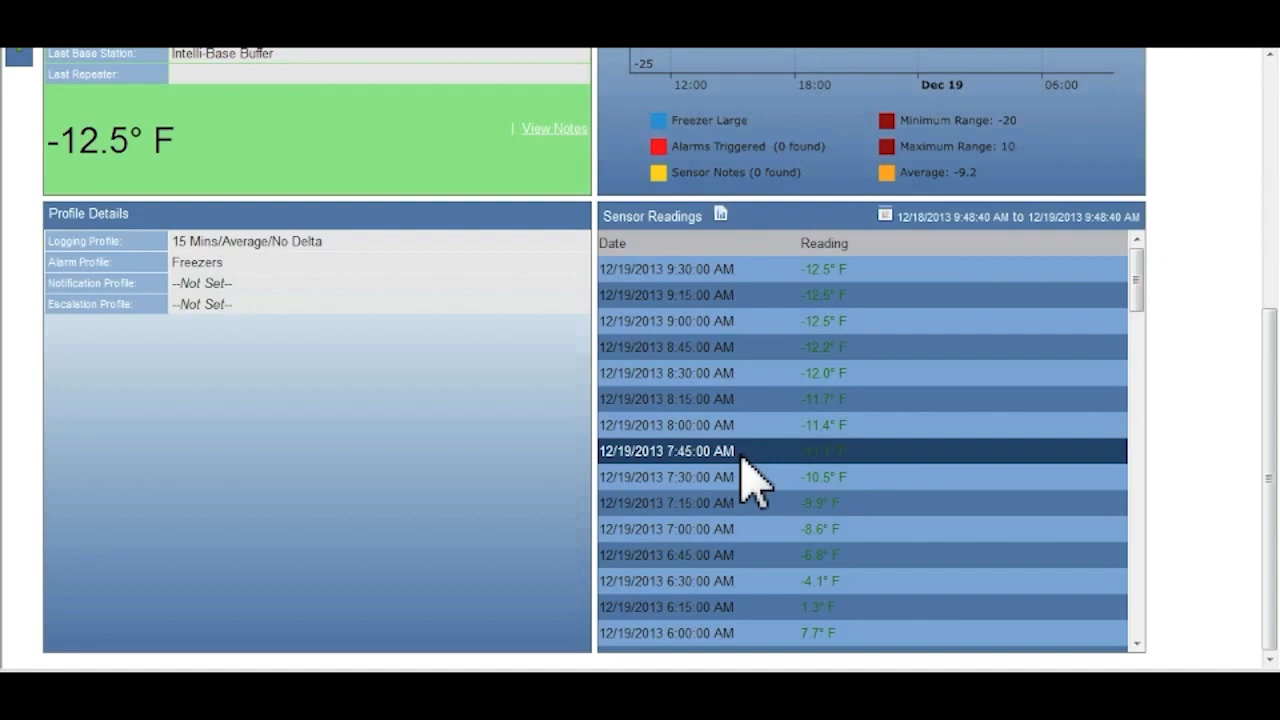 Last Base Station: Intelli-Base Buffer
Last Repeater:
-12.5° F
| View Notes
-25
12:00 18:00 Dec 19 06:00
Freezer Large Minimum Range: -20
Alarms Triggered (0 found) Maximum Range: 10
Sensor Notes (0 found) Average: -9.2
Profile Details
Logging Profile: 15 Mins/Average/No Delta
Alarm Profile: Freezers
Notification Profile: --Not Set--
Escalation Profile: --Not Set--
Sensor Readings 12/18/2013 9:48:40 AM to 12/19/2013 9:48:40 AM
Date Reading
12/19/2013 9:30:00 AM -12.5° F
12/19/2013 9:15:00 AM -12.5° F
12/19/2013 9:00:00 AM -12.5° F
12/19/2013 8:45:00 AM -12.2° F
12/19/2013 8:30:00 AM -12.0° F
12/19/2013 8:15:00 AM -11.7° F
12/19/2013 8:00:00 AM -11.4° F
12/19/2013 7:45:00 AM
12/19/2013 7:30:00 AM -10.5° F
12/19/2013 7:15:00 AM -9.9° F
12/19/2013 7:00:00 AM -8.6° F
12/19/2013 6:45:00 AM -6.8° F
12/19/2013 6:30:00 AM -4.1° F
12/19/2013 6:15:00 AM 1.3° F
12/19/2013 6:00:00 AM 7.7° F